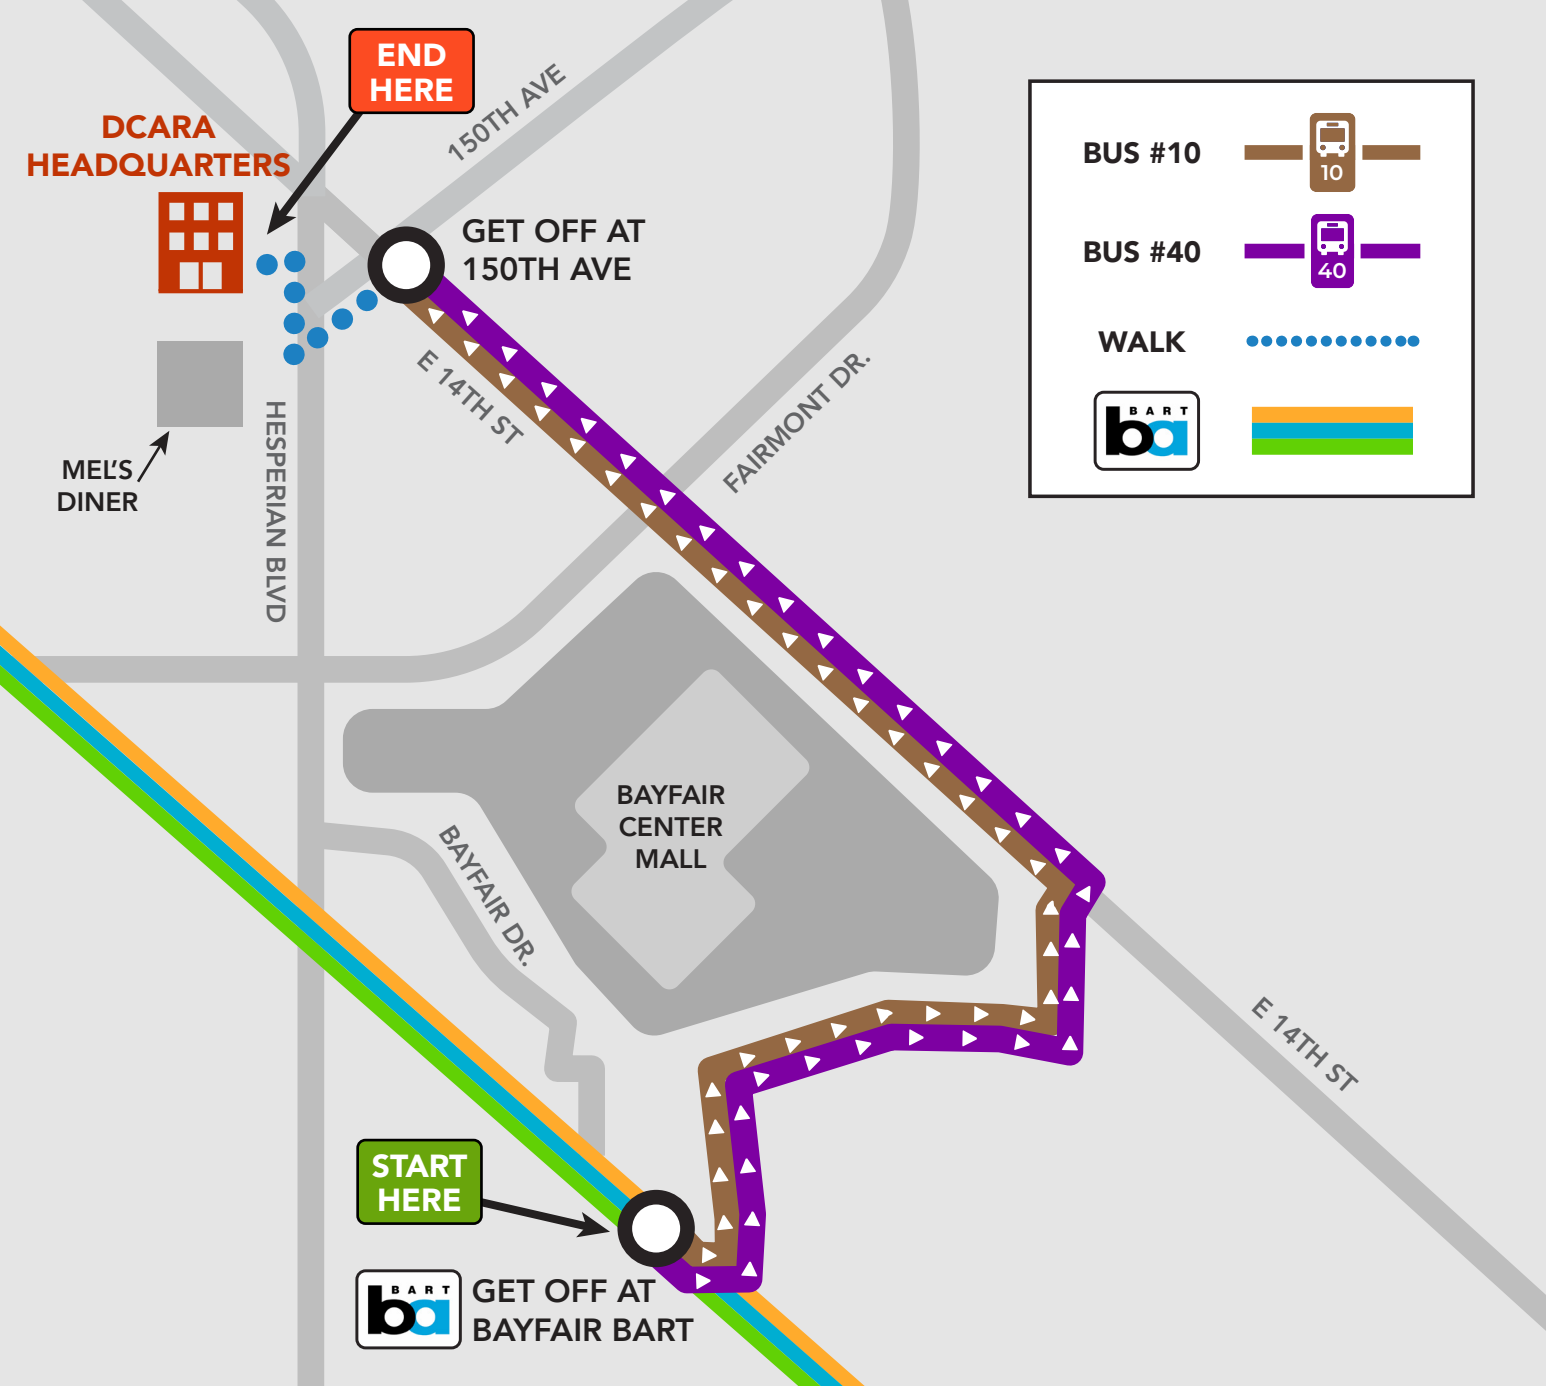 END
HERE
150TH AVE
DCARA
HEADQUARTERS
GET OFF AT
150TH AVE
E 14TH ST
FAIRMONT DR.
HESPERIAN BLVD
MEL'S
DINER
BUS #10
10
BUS #40
40
WALK
BART
ba
BAYFAIR
CENTER
MALL
BAYFAIR DR.
E 14TH ST
START
HERE
BART
ba
GET OFF AT
BAYFAIR BART